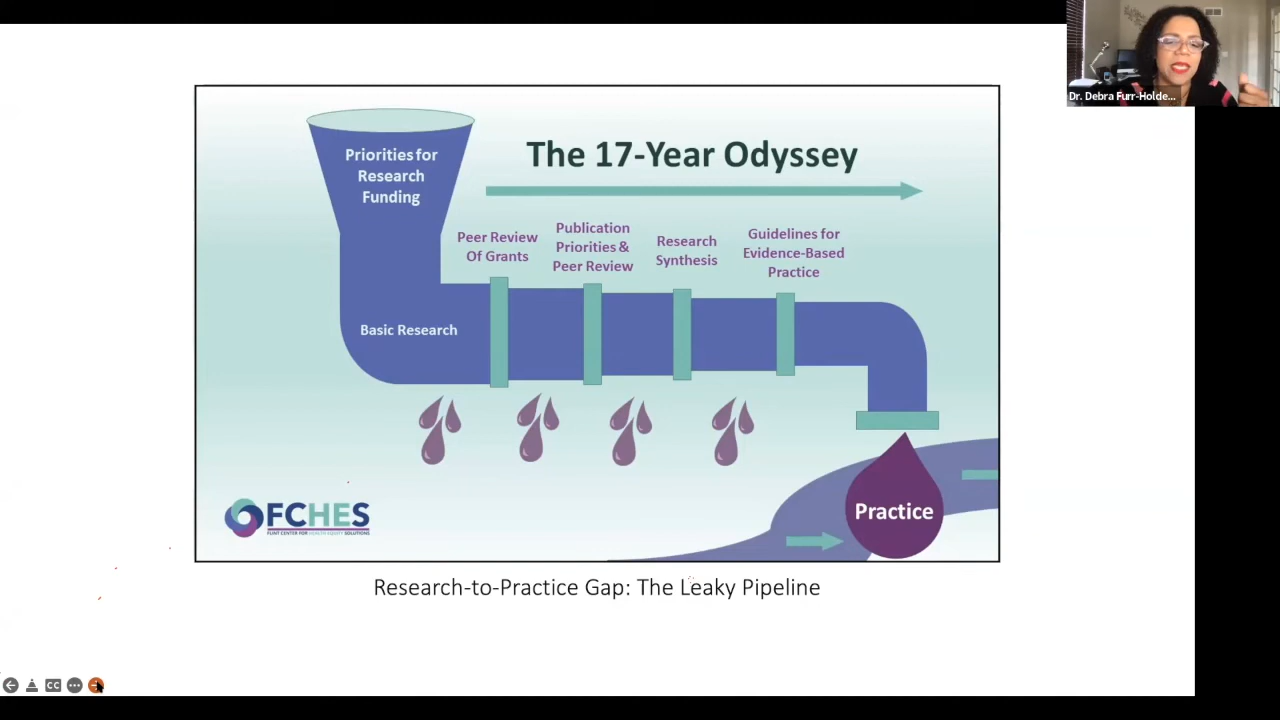 Dr. Debra Furr-Holde...
The 17-Year Odyssey
Priorities for
Research
Funding
Peer Review
Of Grants
Publication
Priorities &
Peer Review
Research
Synthesis
Guidelines for
Evidence-Based
Practice
Basic Research
Practice
FCHES
FLINT CENTER FOR HEALTH EQUITY SOLUTIONS
Research-to-Practice Gap: The Leaky Pipeline
CC